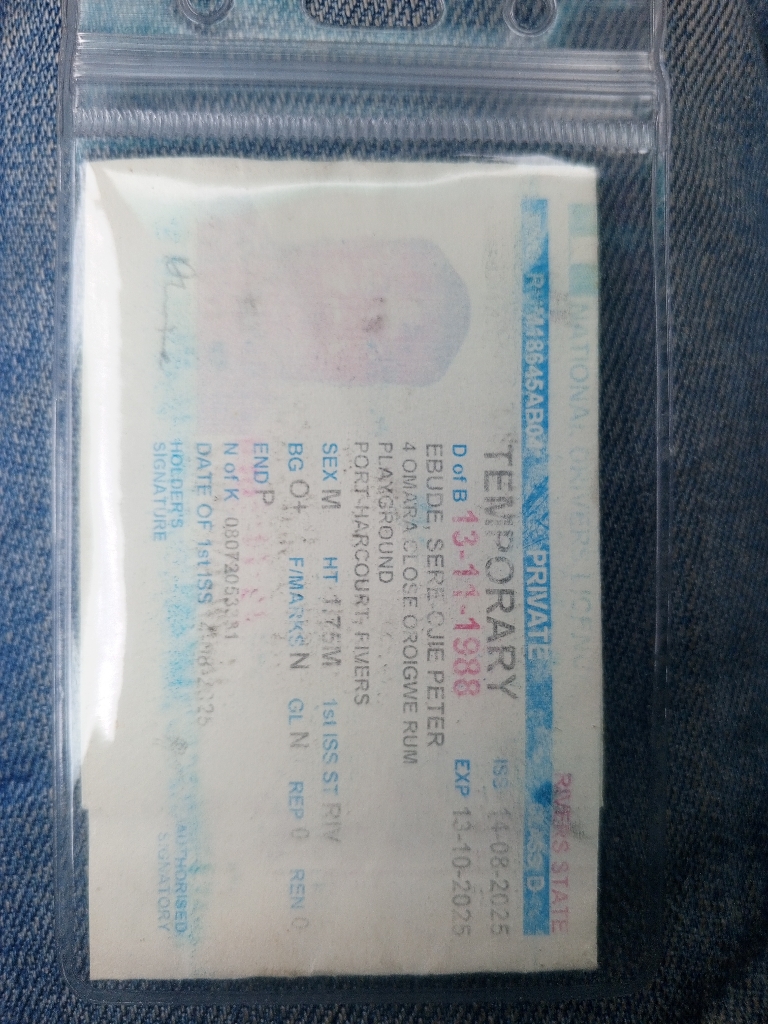 RIVERS STATE
PRIVATE
TEMPORARY
ISS 14-08-2025
D of B 13-11-1988
EXP 13-10-2025
EBUDE, PETER
4 OMARA CLOSE OROIGWE RUM
PLAYGROUND
PORT-HARCOURT, RIVERS
SEX M HT 1.75M 1st ISS ST RIV
BG O+ F/MARKS N GL N REP 0 REN 0
END P
N of K
DATE OF 1st ISS
HOLDER'S
SIGNATURE
AUTHORISED
SIGNATORY